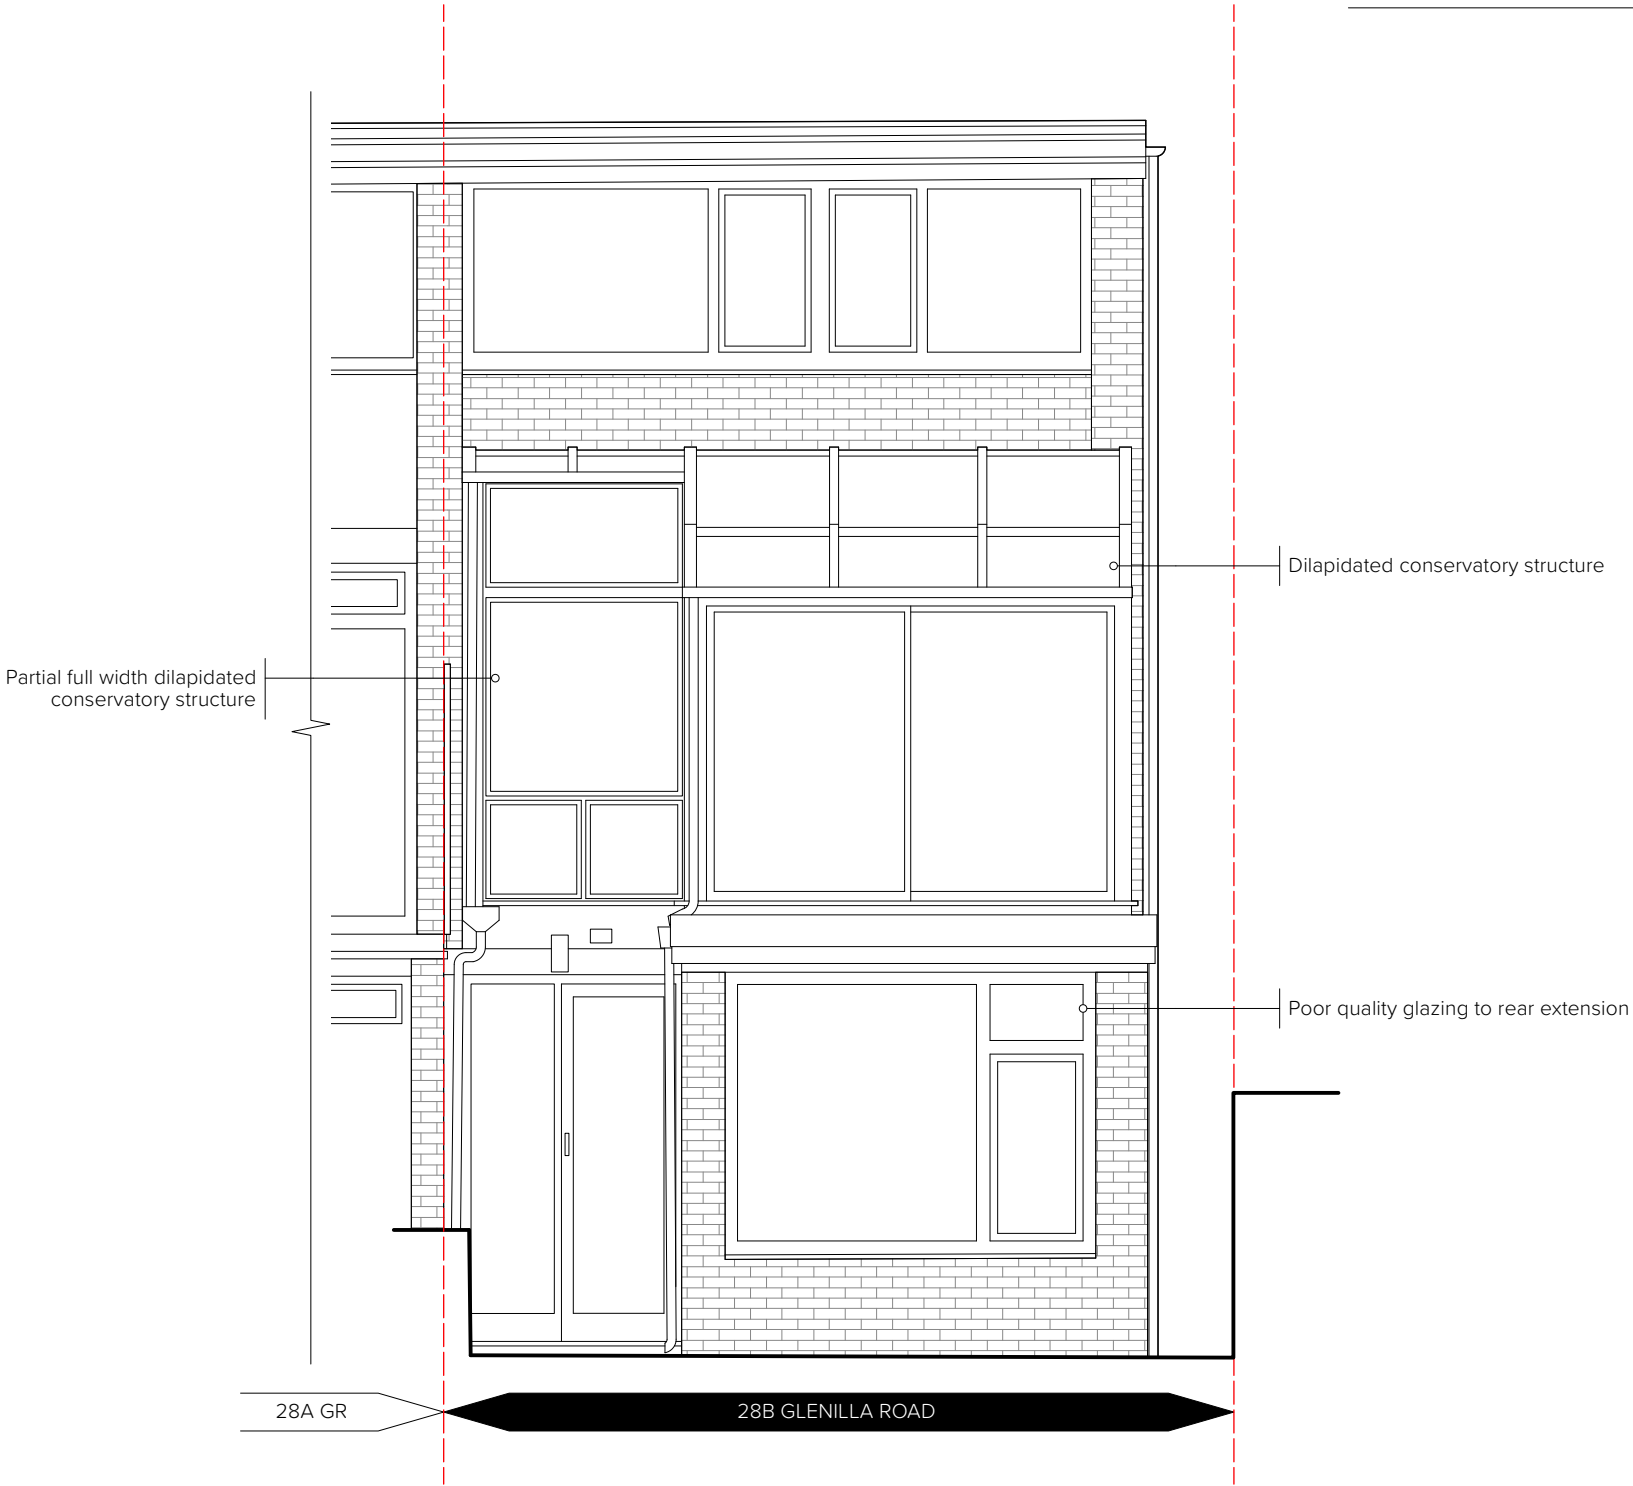 Dilapidated conservatory structure
Partial full width dilapidated
conservatory structure
Poor quality glazing to rear extension
28A GR
28B GLENILLA ROAD